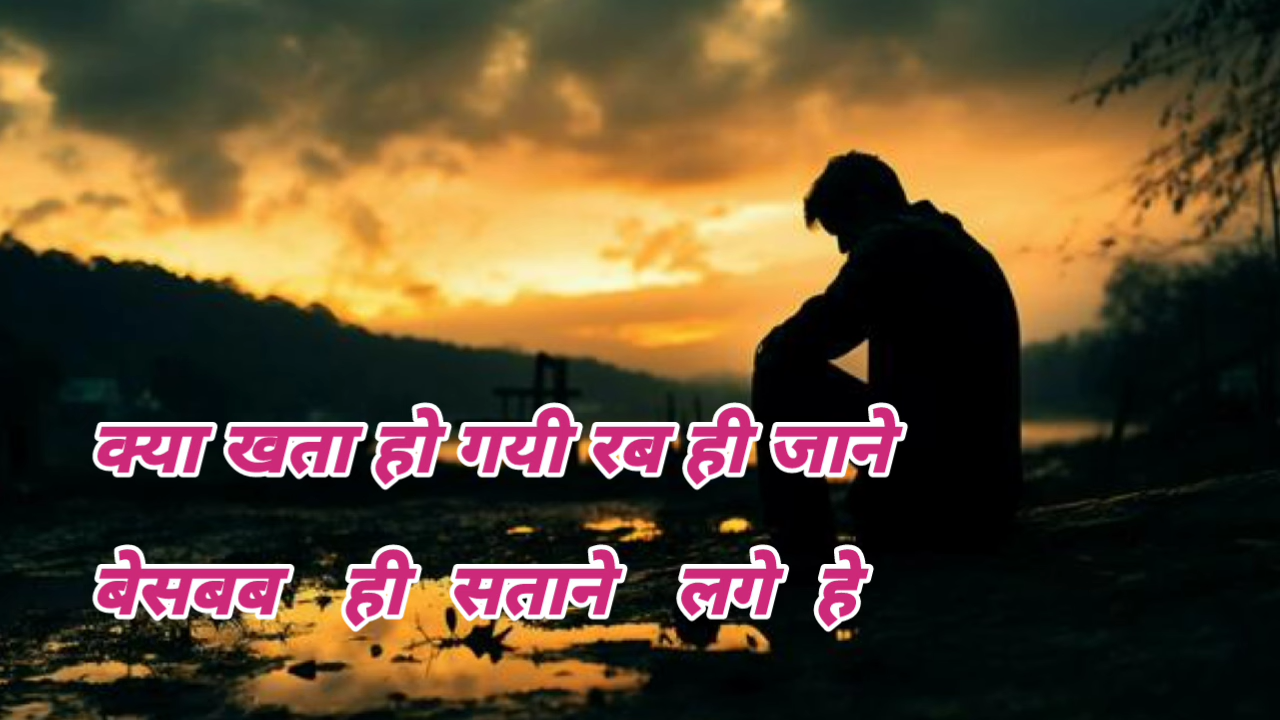 क्या खता हो गयी रब ही जाने
बेसबब ही सताने लगे हे